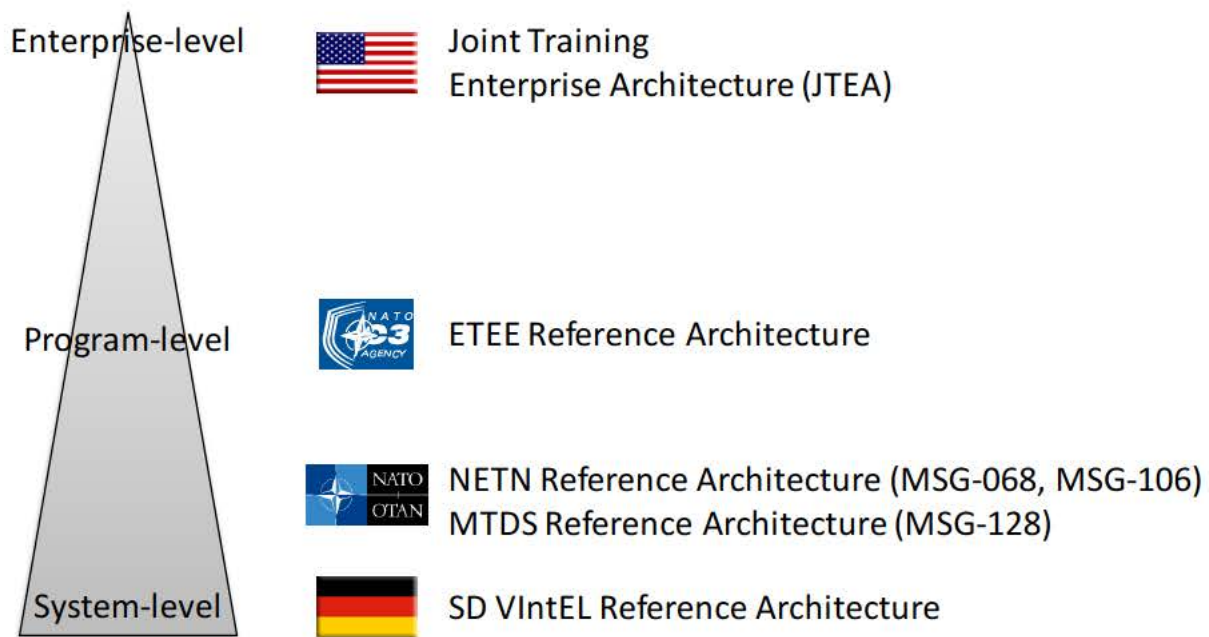 Enterprise-level
Joint Training
Enterprise Architecture (JTEA)
Program-level
NATO
C3
AGENCY
ETEE Reference Architecture
NATO
OTAN
NETN Reference Architecture (MSG-068, MSG-106)
MTDS Reference Architecture (MSG-128)
System-level
SD VIntEL Reference Architecture